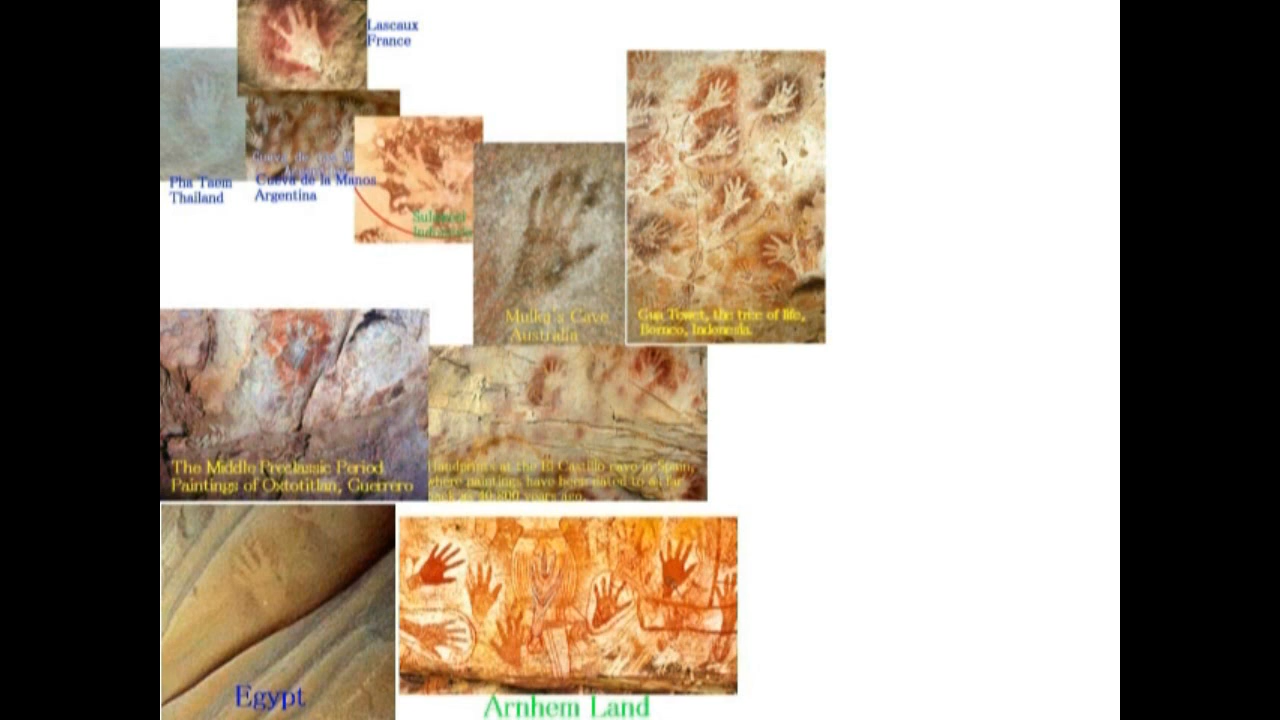 Lascaux
France
Pha Taem
Thailand
Cueva de
Cueva de la Manos
Argentina
Mulka's Cave
Australia
Gua Tewet, the tree of life,
Borneo, Indonesia.
The Middle Preclassic Period
Paintings of Oxtotitlan, Guerrero
Handprints at the El Castillo cave in Spain,
where paintings have been dated to a far
back as 40,800 years ago.
Egypt
Arnhem Land